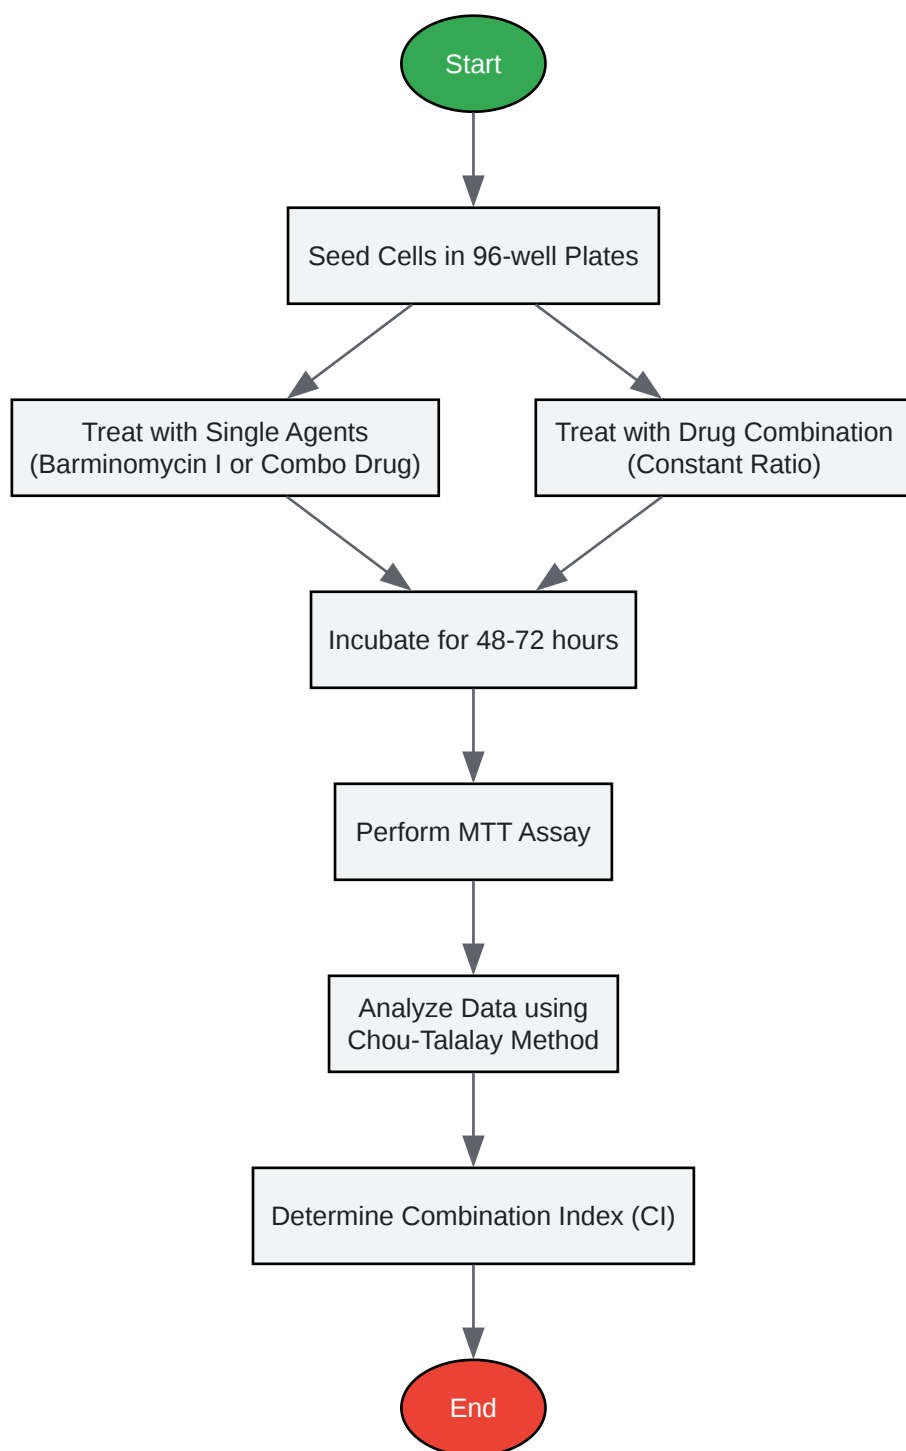 Start
Seed Cells in 96-well Plates
Treat with Single Agents
(Barminomycin I or Combo Drug)
Treat with Drug Combination
(Constant Ratio)
Incubate for 48-72 hours
Perform MTT Assay
Analyze Data using
Chou-Talalay Method
Determine Combination Index (CI)
End